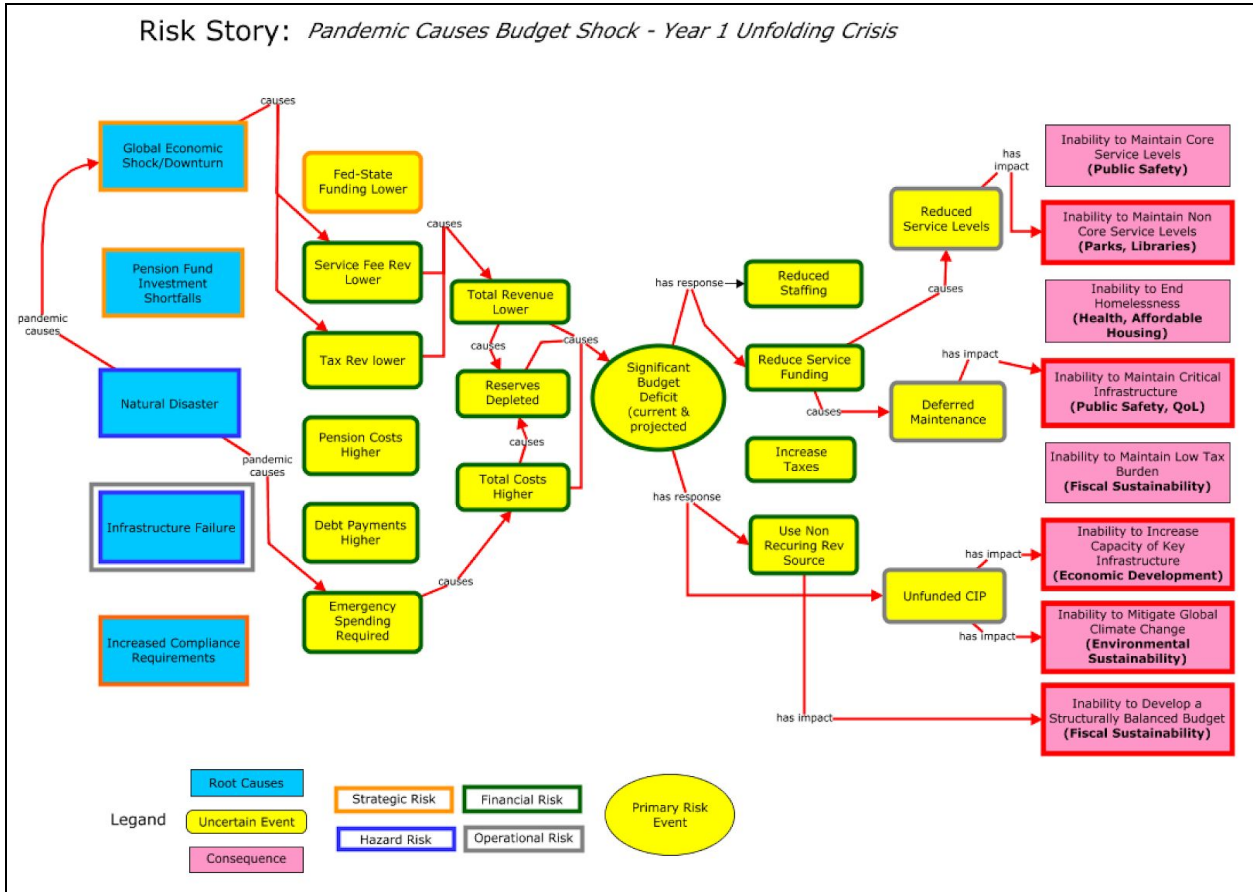 Risk Story: Pandemic Causes Budget Shock - Year 1 Unfolding Crisis
causes
Global Economic
Shock/Downturn
Pension Fund
Investment
Shortfalls
pandemic
causes
Natural Disaster
pandemic
causes
Infrastructure Failure
Increased Compliance
Requirements
Fed-State
Funding Lower
Service Fee Rev
Lower
Tax Rev lower
Pension Costs
Higher
Debt Payments
Higher
Emergency
Spending
Required
causes
causes
Total Revenue
Lower
causes
causes
Reserves
Depleted
causes
Total Costs
Higher
Significant
Budget
Deficit
(current &
projected
has response
has response
Reduced
Staffing
Reduce Service
Funding
Increase
Taxes
Use Non
Recuring Rev
Source
causes
causes
Reduced
Service Levels
Deferred
Maintenance
Unfunded CIP
has
impact
has impact
has impact
has impact
has impact
Inability to Maintain Core
Service Levels
(Public Safety)
Inability to Maintain Non
Core Service Levels
(Parks, Libraries)
Inability to End
Homelessness
(Health, Affordable
Housing)
Inability to Maintain Critical
Infrastructure
(Public Safety, QoL)
Inability to Maintain Low Tax
Burden
(Fiscal Sustainability)
Inability to Increase
Capacity of Key
Infrastructure
(Economic Development)
Inability to Mitigate Global
Climate Change
(Environmental
Sustainability)
Inability to Develop a
Structurally Balanced Budget
(Fiscal Sustainability)
Legand
Root Causes
Uncertain Event
Consequence
Strategic Risk
Financial Risk
Hazard Risk
Operational Risk
Primary Risk
Event